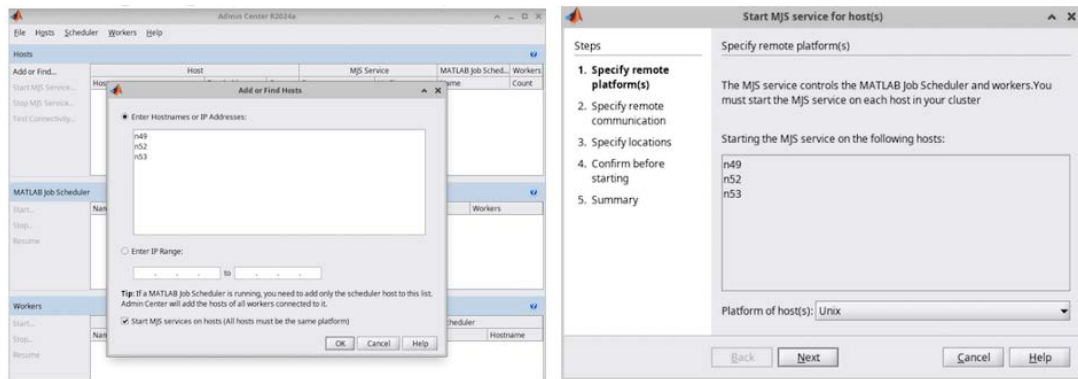 Admin Center R2024a
File Hosts Scheduler Workers Help
Hosts
Add or Find...
Start MJS Service...
Stop MJS Service...
Test Connectivity...
Host MJS Service MATLAB Job Sched... Workers
Name Count
Add or Find Hosts
Enter Hostnames or IP Addresses:
n49
n52
n53
Enter IP Range:
. . . to . . .
Tip: If a MATLAB Job Scheduler is running, you need to add only the scheduler host to this list.
Admin Center will add the hosts of all workers connected to it.
Start MJS services on hosts (All hosts must be the same platform)
OK Cancel Help
MATLAB Job Scheduler
Start...
Stop...
Resume
Workers
Workers
Start...
Stop...
Resume
Hostname
Start MJS service for host(s)
Steps
1. Specify remote
platform(s)
2. Specify remote
communication
3. Specify locations
4. Confirm before
starting
5. Summary
Specify remote platform(s)
The MJS service controls the MATLAB Job Scheduler and workers.You
must start the MJS service on each host in your cluster
Starting the MJS service on the following hosts:
n49
n52
n53
Platform of host(s): Unix
Back Next Cancel Help